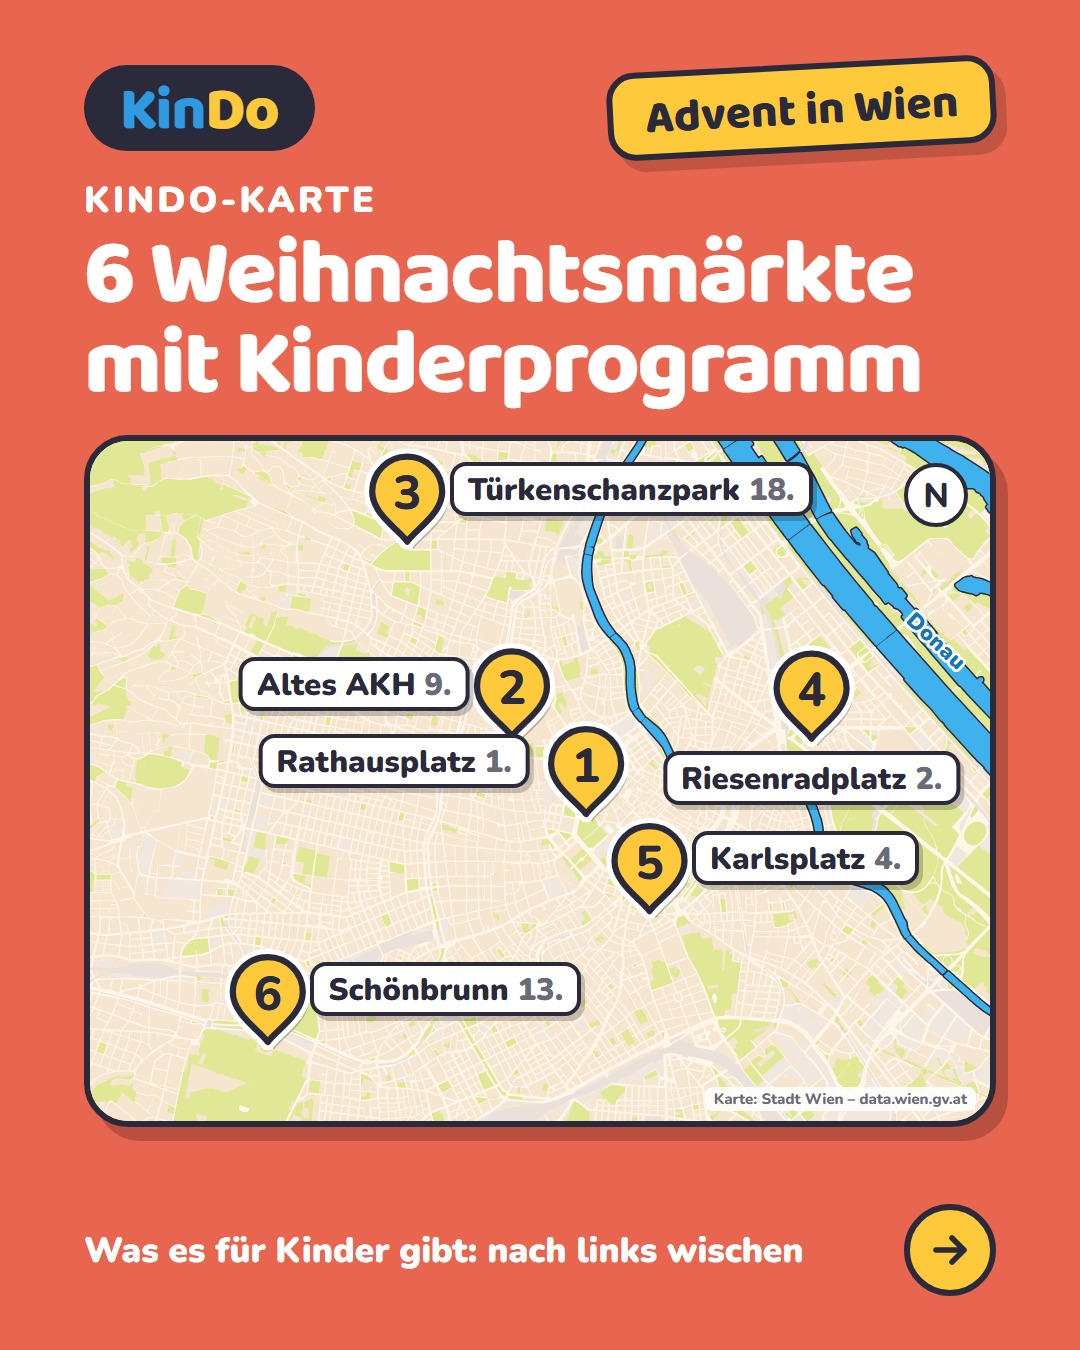 KinDo
Advent in Wien
KINDO-KARTE
6 Weihnachtsmärkte
mit Kinderprogramm
3
Türkenschanzpark 18.
N
Donau
Altes AKH 9.
2
4
Rathausplatz 1.
1
Riesenradplatz 2.
5
Karlsplatz 4.
6
Schönbrunn 13.
Karte: Stadt Wien – data.wien.gv.at
Was es für Kinder gibt: nach links wischen